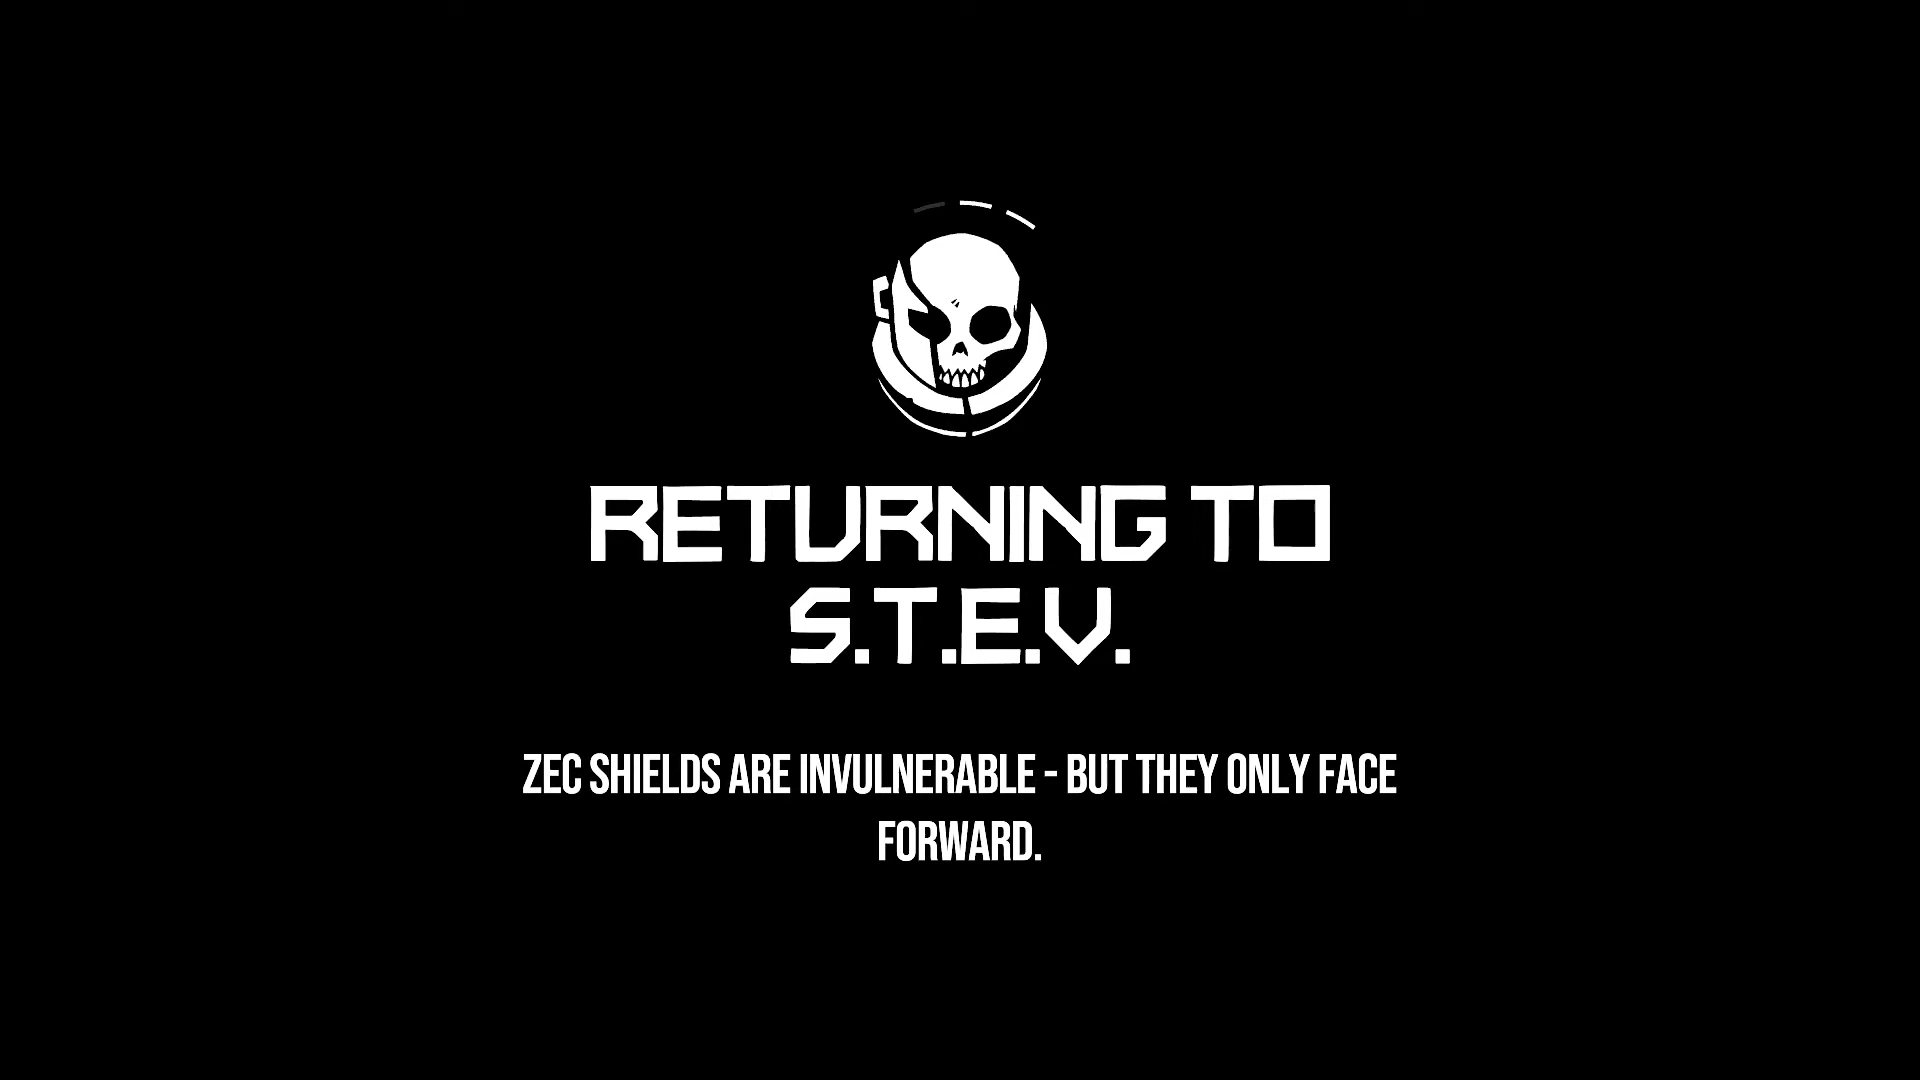 RETURNING TO
S.T.E.V.
ZEC SHIELDS ARE INVULNERABLE - BUT THEY ONLY FACE
FORWARD.